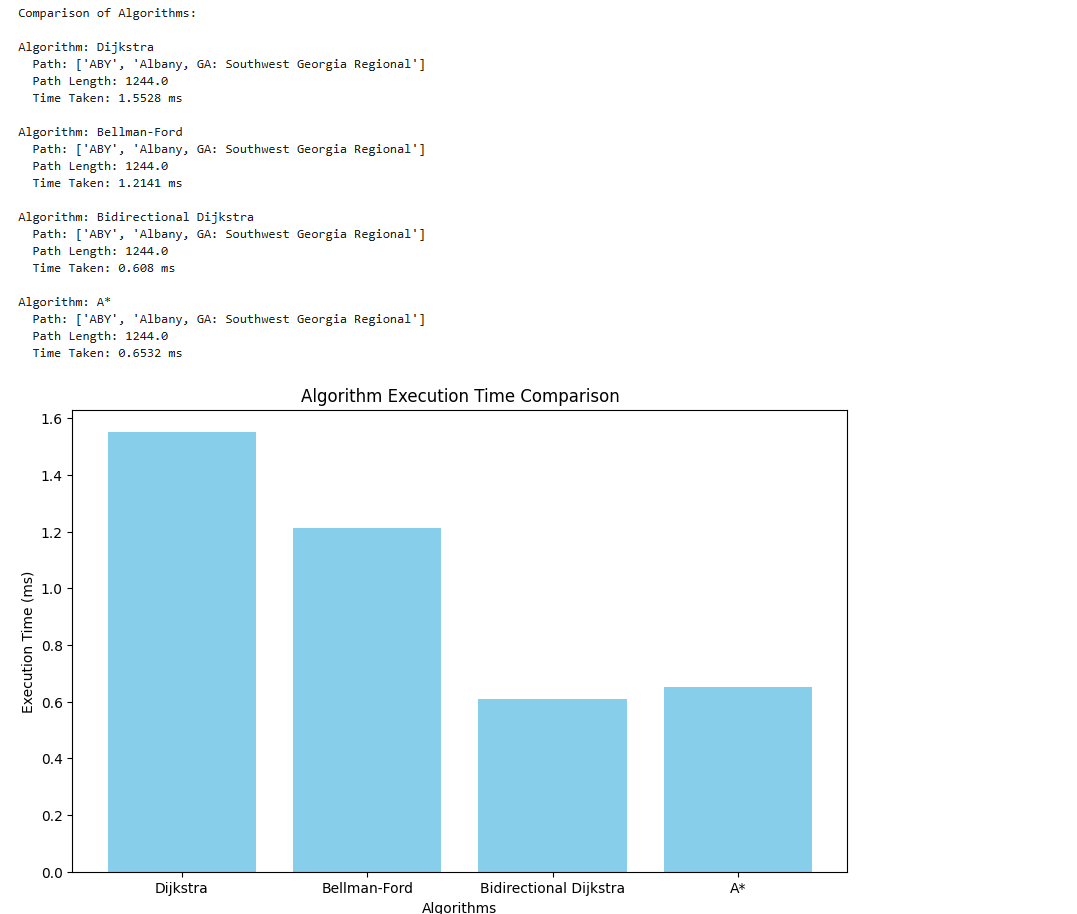 Comparison of Algorithms:
Algorithm: Dijkstra
Path: ['ABY', 'Albany, GA: Southwest Georgia Regional']
Path Length: 1244.0
Time Taken: 1.5528 ms
Algorithm: Bellman-Ford
Path: ['ABY', 'Albany, GA: Southwest Georgia Regional']
Path Length: 1244.0
Time Taken: 1.2141 ms
Algorithm: Bidirectional Dijkstra
Path: ['ABY', 'Albany, GA: Southwest Georgia Regional']
Path Length: 1244.0
Time Taken: 0.608 ms
Algorithm: A*
Path: ['ABY', 'Albany, GA: Southwest Georgia Regional']
Path Length: 1244.0
Time Taken: 0.6532 ms
Algorithm Execution Time Comparison
Execution Time (ms)
1.6
1.4
1.2
1.0
0.8
0.6
0.4
0.2
0.0
Dijkstra Bellman-Ford Bidirectional Dijkstra A*
Algorithms